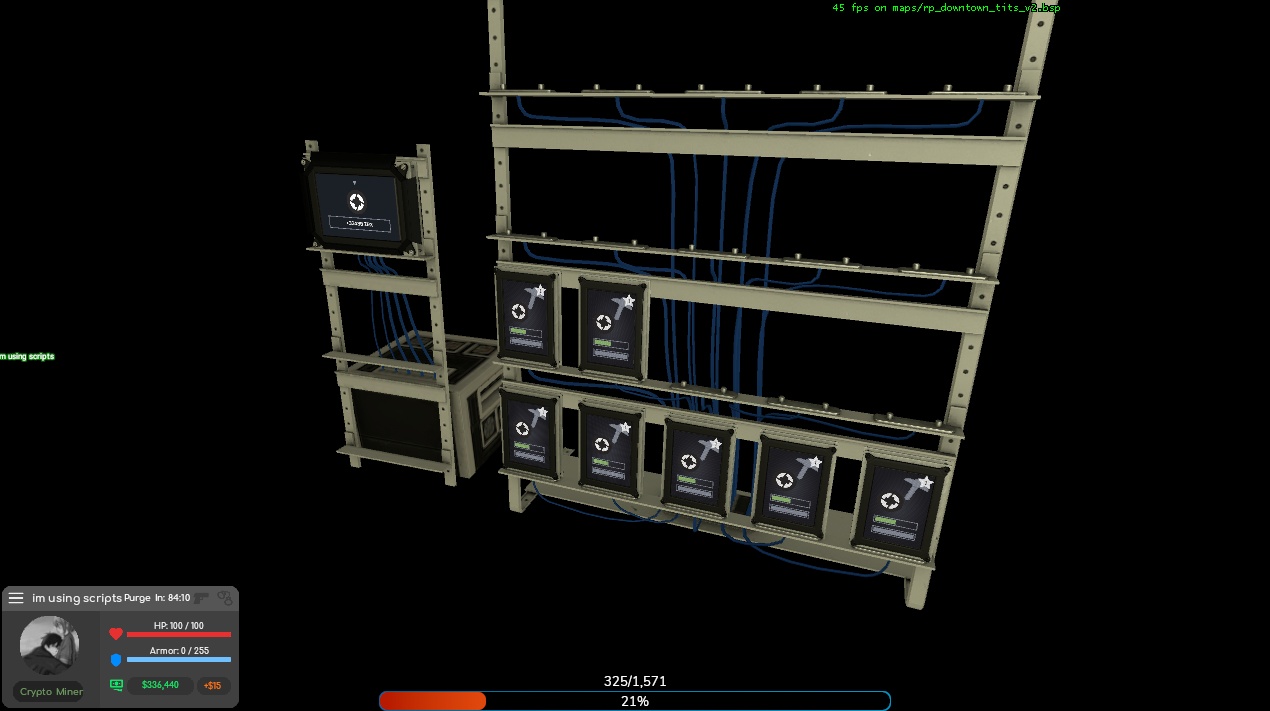 45 fps on maps/rp_downtown_tits_v2.bsp
m using scripts
im using scripts Purge In: 84:10
HP: 100 / 100
Armor: 0 / 255
$336,440 +$15
Crypto Miner
325/1,571
21%